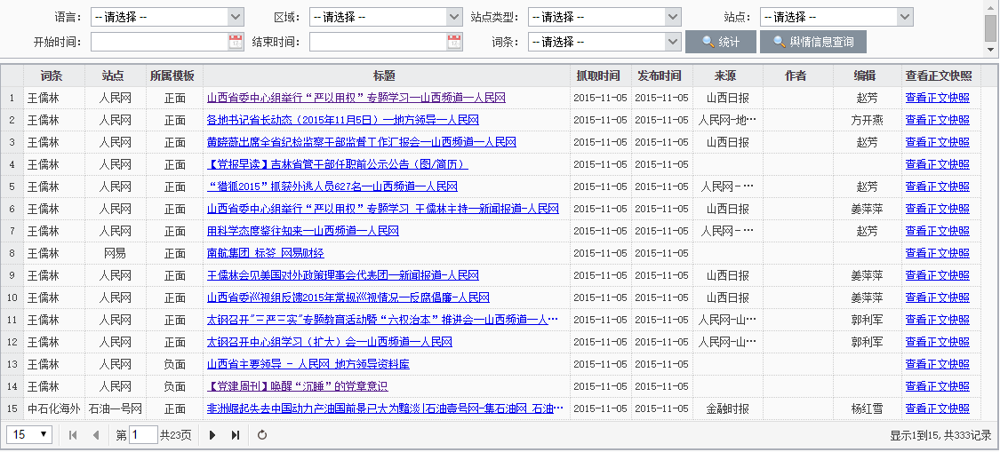 语言： -- 请选择 -- 区域： -- 请选择 -- 站点类型： -- 请选择 -- 站点： -- 请选择 --
开始时间： 结束时间： 词条： -- 请选择 -- 统计 舆情信息查询
词条 站点 所属模板 标题 抓取时间 发布时间 来源 作者 编辑 查看正文快照
1 王儒林 人民网 正面 山西省委中心组举行“严以用权”专题学习—山西频道—人民网 2015-11-05 2015-11-05 山西日报 赵芳 查看正文快照
2 王儒林 人民网 正面 各地书记省长动态（2015年11月5日）—地方领导—人民网 2015-11-05 2015-11-05 人民网-地… 方开燕 查看正文快照
3 王儒林 人民网 正面 黄晓薇出席全省纪检监察干部监督工作汇报会—山西频道—人民网 2015-11-05 2015-11-05 山西日报 赵芳 查看正文快照
4 王儒林 人民网 正面 【党报早读】吉林省管干部任职前公示公告（图/简历） 2015-11-05 2015-11-05 查看正文快照
5 王儒林 人民网 正面 “猎狐2015”抓获外逃人员627名—山西频道—人民网 2015-11-05 2015-11-05 人民网－… 赵芳 查看正文快照
6 王儒林 人民网 正面 山西省委中心组举行“严以用权”专题学习 王儒林主持—新闻报道-人民网 2015-11-05 2015-11-05 山西日报 姜萍萍 查看正文快照
7 王儒林 人民网 正面 用科学态度鉴往知来—山西频道—人民网 2015-11-05 2015-11-05 人民网－… 赵芳 查看正文快照
8 王儒林 网易 正面 南航集团_标签_网易财经 2015-11-05 2015-11-05 查看正文快照
9 王儒林 人民网 正面 王儒林会见美国对外政策理事会代表团—新闻报道-人民网 2015-11-05 2015-11-05 山西日报 姜萍萍 查看正文快照
10 王儒林 人民网 正面 山西省委巡视组反馈2015年常规巡视情况—反腐倡廉-人民网 2015-11-05 2015-11-05 山西日报 姜萍萍 查看正文快照
11 王儒林 人民网 正面 太钢召开"三严三实"专题教育活动暨“六权治本”推进会—山西频道—人… 2015-11-05 2015-11-05 人民网-山… 郭利军 查看正文快照
12 王儒林 人民网 正面 太钢召开中心组学习（扩大）会—山西频道—人民网 2015-11-05 2015-11-05 人民网-山… 郭利军 查看正文快照
13 王儒林 人民网 负面 山西省主要领导 - 人民网_地方领导资料库 2015-11-05 2015-11-05 查看正文快照
14 王儒林 人民网 负面 【党建周刊】唤醒“沉睡”的党章意识 2015-11-05 2015-11-05 查看正文快照
15 中石化海外 石油一号网 正面 非洲崛起失去中国动力产油国前景已大为黯淡|石油壹号网-集石油网_石油… 2015-11-05 2015-11-05 金融时报 杨红雪 查看正文快照
15 第 1 共23页 显示1到15, 共333记录